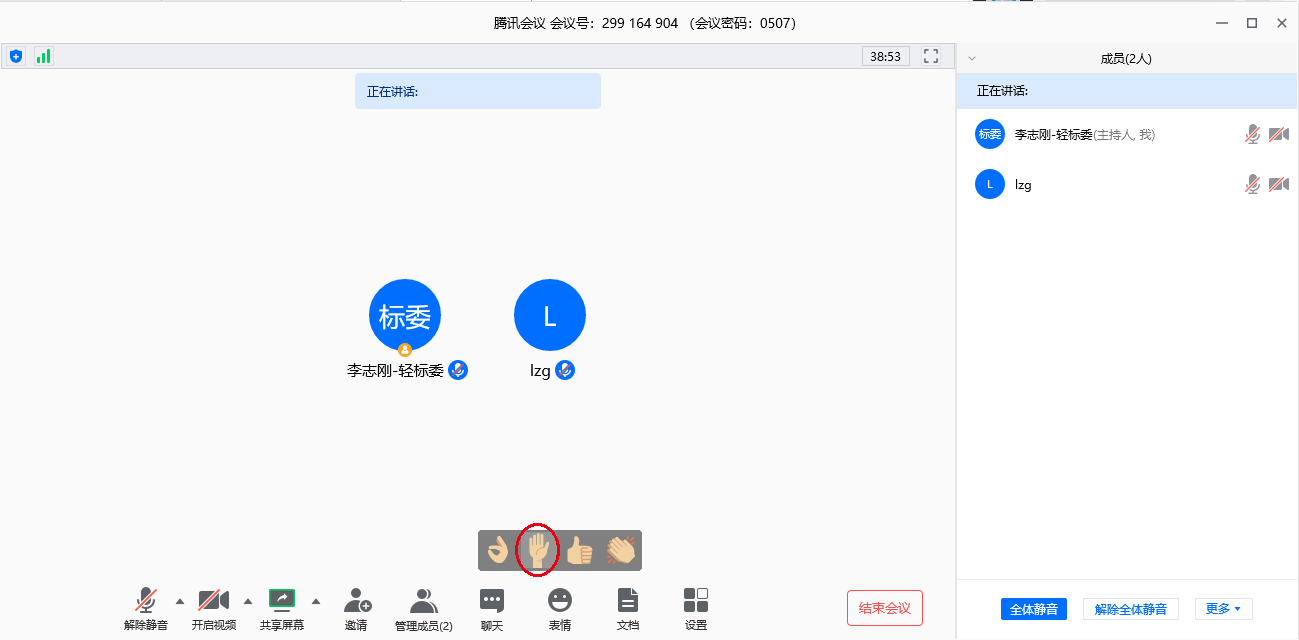 腾讯会议 会议号：299 164 904 （会议密码：0507）
38:53
成员(2人)
正在讲话:
正在讲话:
标委 李志刚-轻标委(主持人, 我)
L lzg
标委
L
李志刚-轻标委
lzg
解除静音
开启视频
共享屏幕
邀请
管理成员(2)
聊天
表情
文档
设置
结束会议
全体静音
解除全体静音
更多